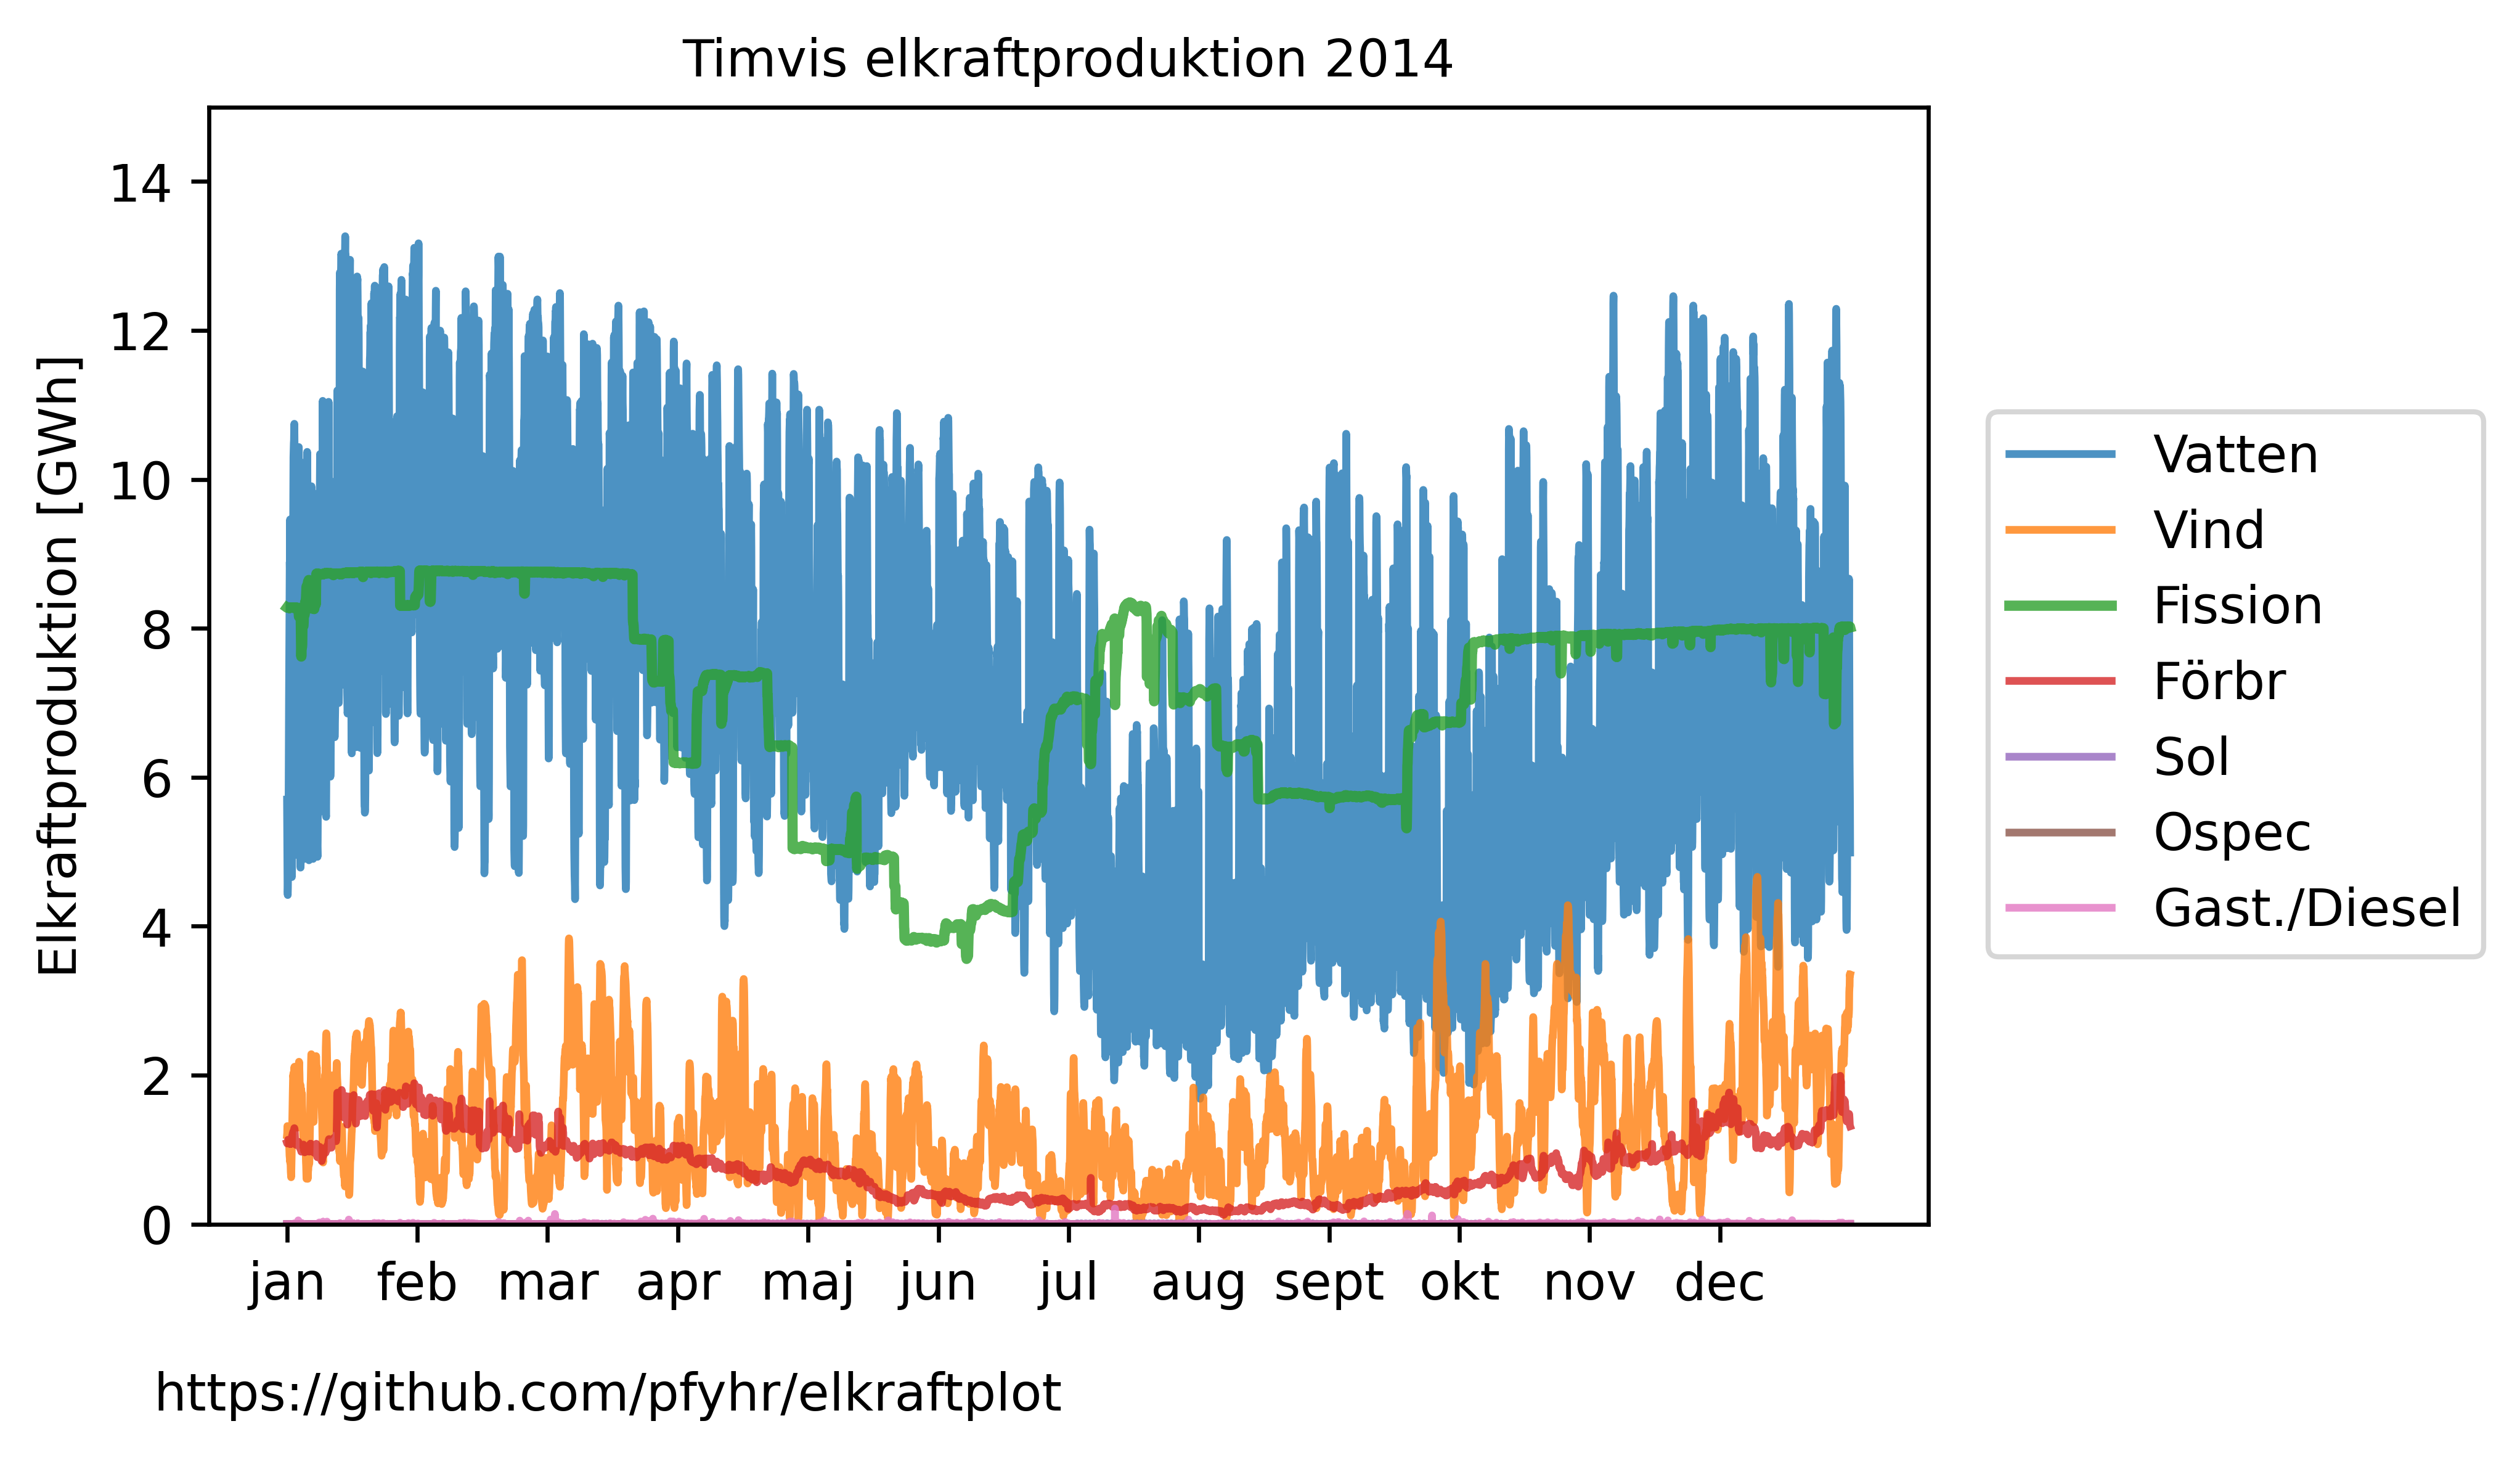 Timvis elkraftproduktion 2014
Elkraftproduktion [GWh]
14
12
10
8
6
4
2
0
jan feb mar apr maj jun jul aug sept okt nov dec
Vatten
Vind
Fission
Förbr
Sol
Ospec
Gast./Diesel
https://github.com/pfyhr/elkraftplot